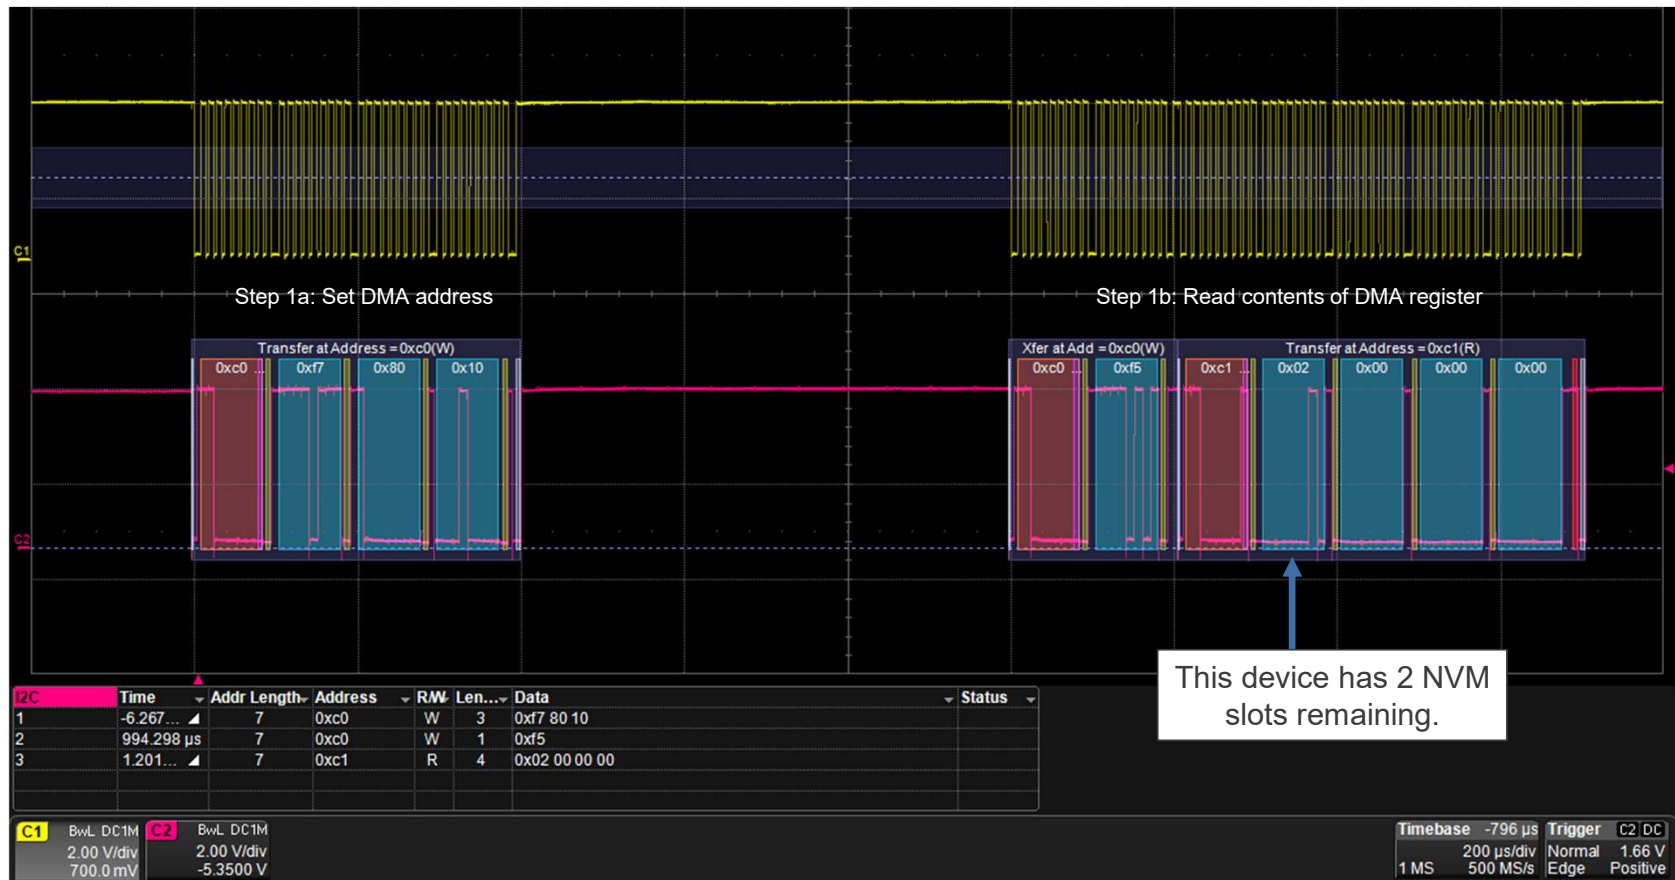 C1
Step 1a: Set DMA address
Step 1b: Read contents of DMA register
Transfer at Address = 0xc0(W)
0xc0 ... 0xf7 0x80 0x10
Xfer at Add = 0xc0(W) Transfer at Address = 0xc1(R)
0xc0 ... 0xf5 0xc1 ... 0x02 0x00 0x00 0x00
C2
This device has 2 NVM
slots remaining.
I2C Time Addr Length Address R/W Len... Data Status
1 -6.267... 7 0xc0 W 3 0xf7 80 10
2 994.298 µs 7 0xc0 W 1 0xf5
3 1.201... 7 0xc1 R 4 0x02 00 00 00
C1 BwL DC1M
2.00 V/div
700.0 mV
C2 BwL DC1M
2.00 V/div
-5.3500 V
Timebase -796 µs
200 µs/div
1 MS 500 MS/s
Trigger C2 DC
Normal 1.66 V
Edge Positive